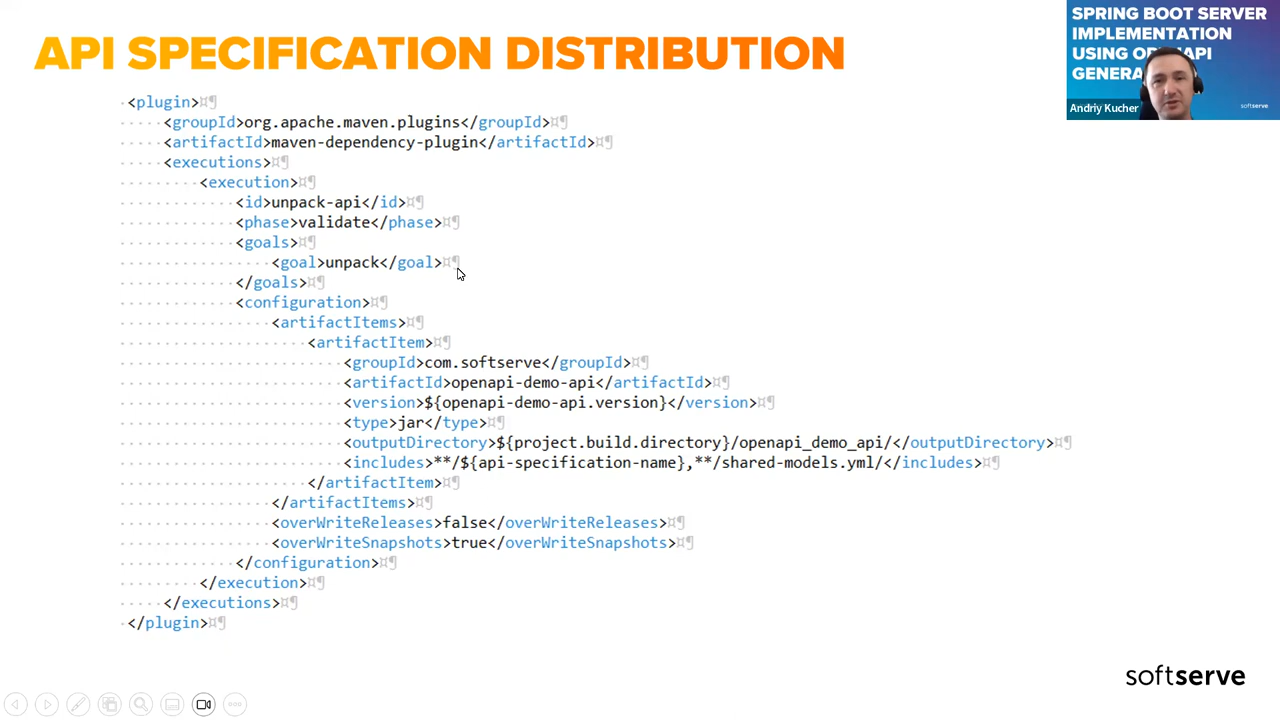 API SPECIFICATION DISTRIBUTION
<plugin>
<groupId>org.apache.maven.plugins</groupId>
<artifactId>maven-dependency-plugin</artifactId>
<executions>
<execution>
<id>unpack-api</id>
<phase>validate</phase>
<goals>
<goal>unpack</goal>
</goals>
<configuration>
<artifactItems>
<artifactItem>
<groupId>com.softserve</groupId>
<artifactId>openapi-demo-api</artifactId>
<version>${openapi-demo-api.version}</version>
<type>jar</type>
<outputDirectory>${project.build.directory}/openapi_demo_api/</outputDirectory>
<includes>**/${api-specification-name},**/shared-models.yml/</includes>
</artifactItem>
</artifactItems>
<overWriteReleases>false</overWriteReleases>
<overWriteSnapshots>true</overWriteSnapshots>
</configuration>
</execution>
</executions>
</plugin>
SPRING BOOT SERVER
IMPLEMENTATION
USING
GENERA
Andriy Kucher
softserve
softserve